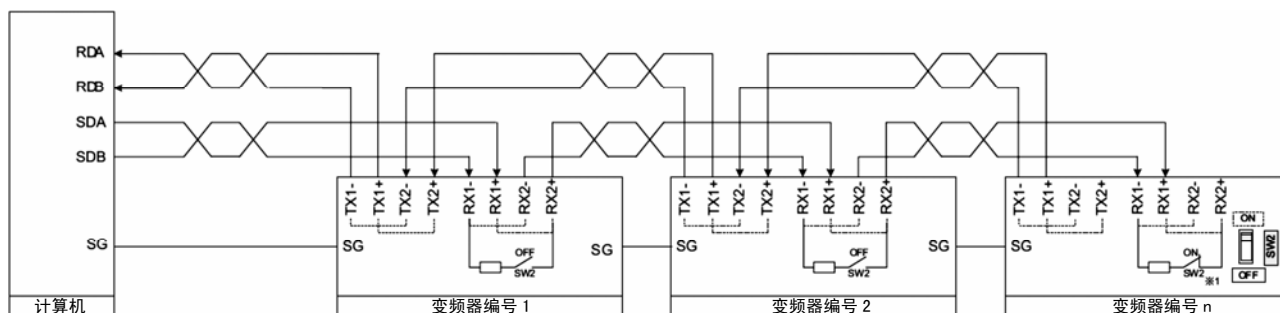 RDA
RDB
SDA
SDB
SG
计算机
TX1- TX1+ TX2- TX2+ RX1- RX1+ RX2- RX2+
SG
OFF
SW2
SG
变频器编号 1
TX1- TX1+ TX2- TX2+ RX1- RX1+ RX2- RX2+
SG
OFF
SW2
SG
变频器编号 2
TX1- TX1+ TX2- TX2+ RX1- RX1+ RX2- RX2+
SG
ON
SW2
※1
ON
SW2
OFF
变频器编号 n